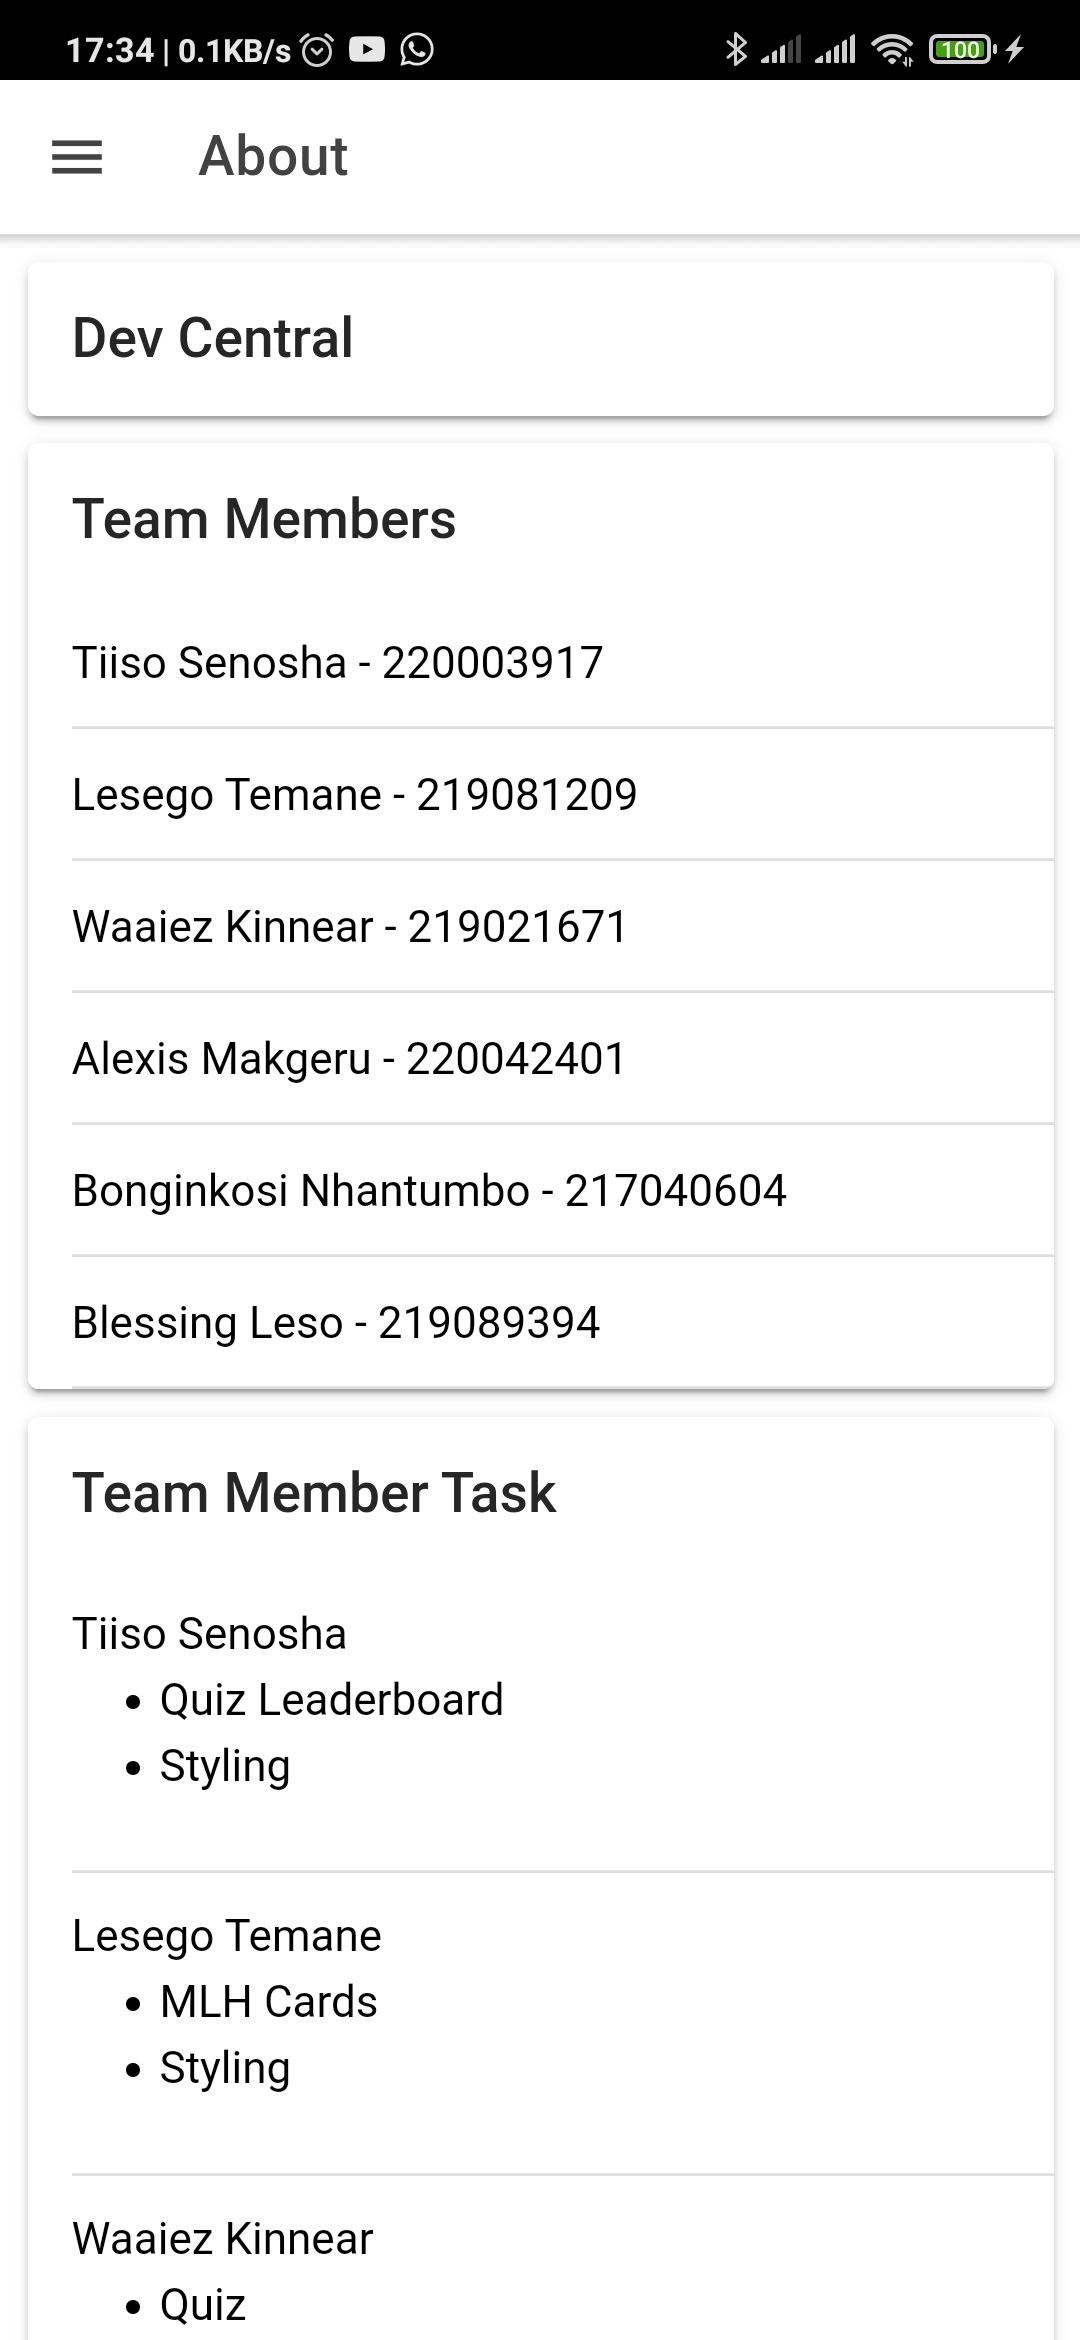 17:34 | 0.1KB/s
100
About
Dev Central
Team Members
Tiiso Senosha - 220003917
Lesego Temane - 219081209
Waaiez Kinnear - 219021671
Alexis Makgeru - 220042401
Bonginkosi Nhantumbo - 217040604
Blessing Leso - 219089394
Team Member Task
Tiiso Senosha
• Quiz Leaderboard
• Styling
Lesego Temane
• MLH Cards
• Styling
Waaiez Kinnear
• Quiz